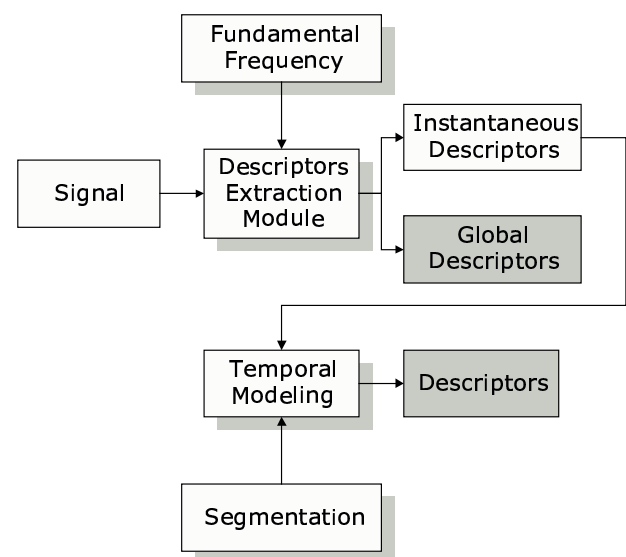 Fundamental
Frequency
Instantaneous
Descriptors
Signal
Descriptors
Extraction
Module
Global
Descriptors
Temporal
Modeling
Descriptors
Segmentation